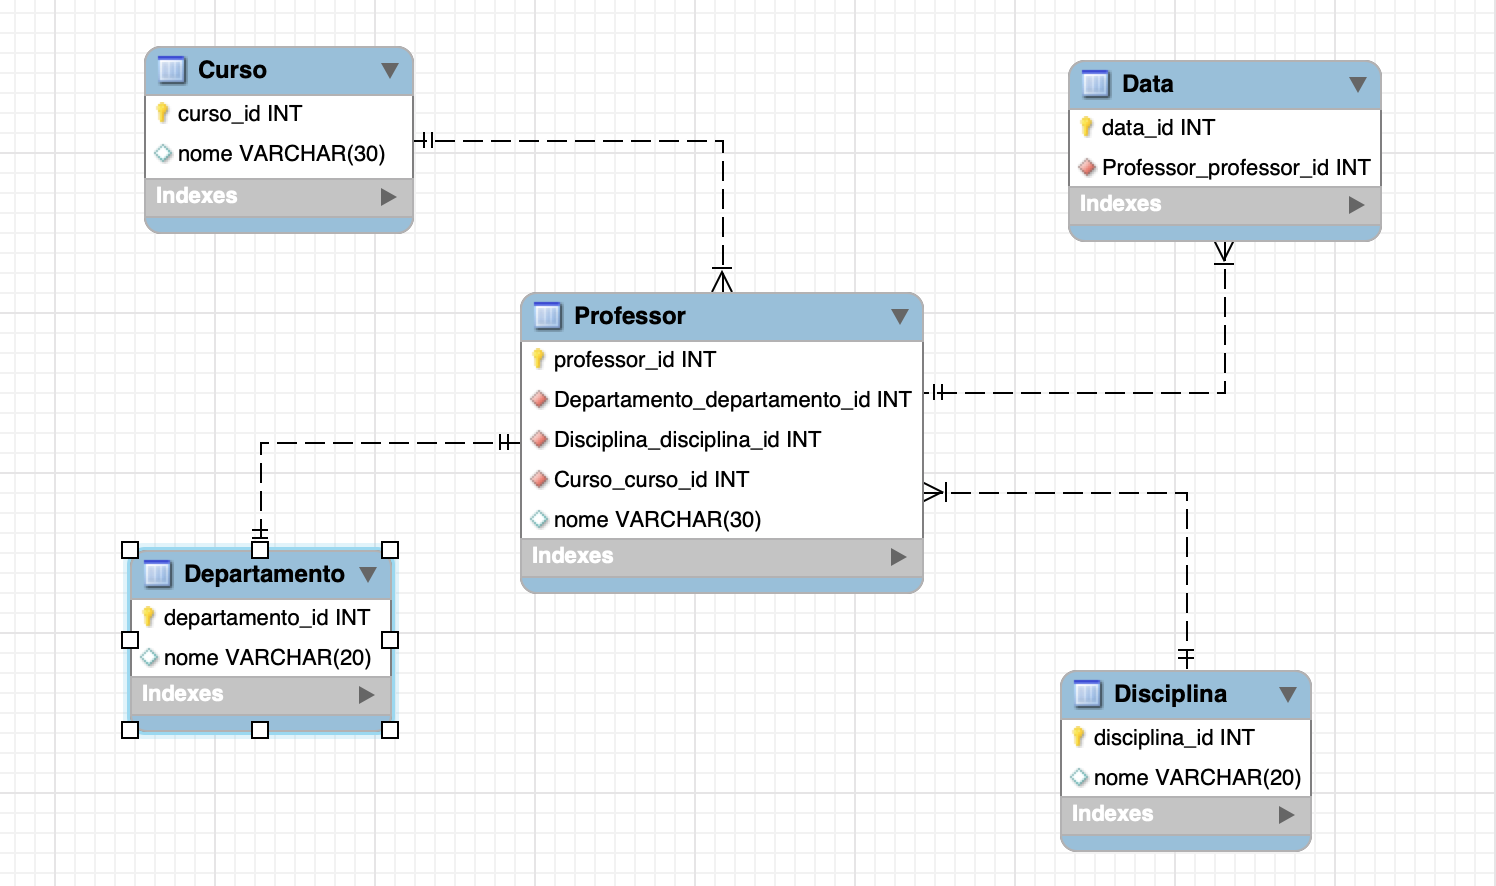 Curso
curso_id INT
nome VARCHAR(30)
Indexes
Data
data_id INT
Professor_professor_id INT
Indexes
Professor
professor_id INT
Departamento_departamento_id INT
Disciplina_disciplina_id INT
Curso_curso_id INT
nome VARCHAR(30)
Indexes
Departamento
departamento_id INT
nome VARCHAR(20)
Indexes
Disciplina
disciplina_id INT
nome VARCHAR(20)
Indexes